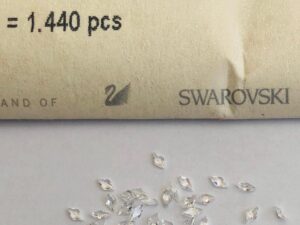 = 1.440 pcs
AND OF SWAROVSKI